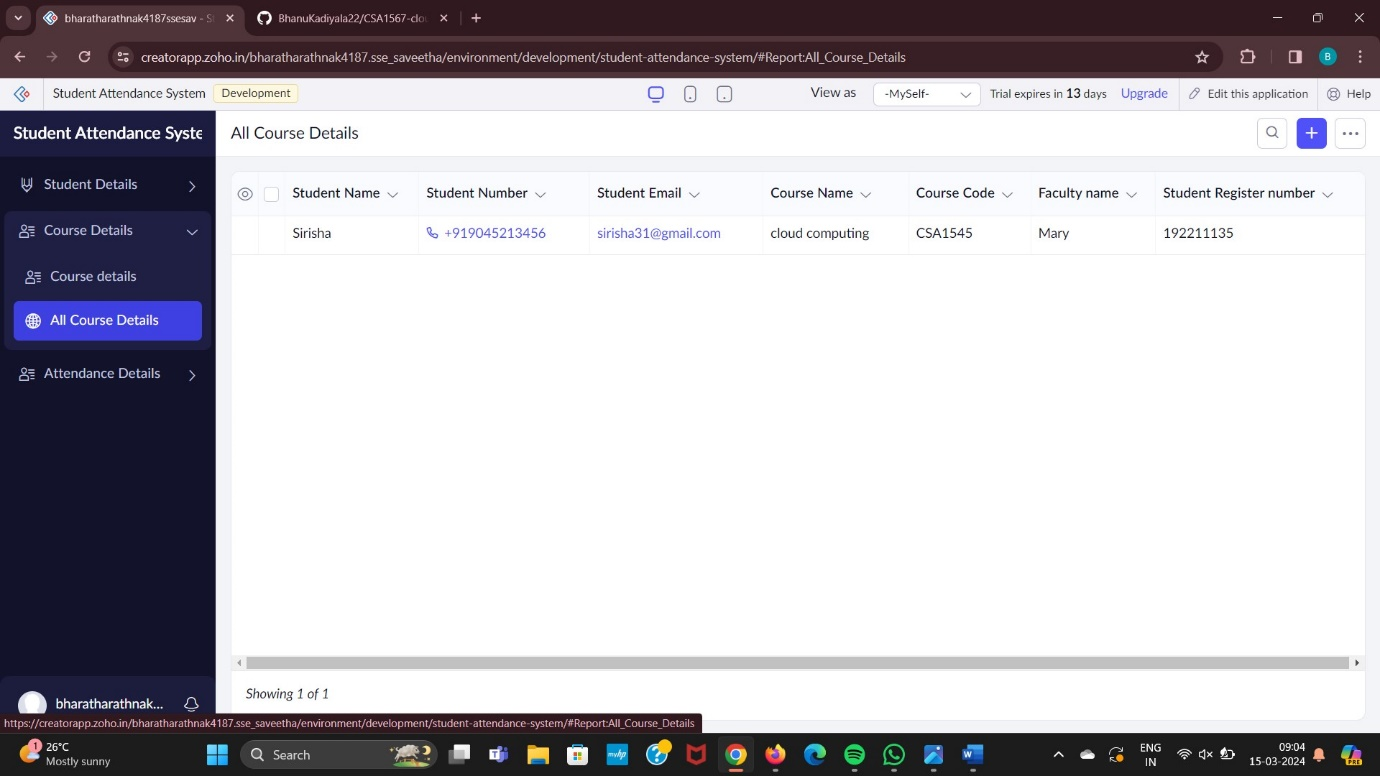 bharatharathnak4187ssesav - S
BhanuKadiyala22/CSA1567-clo
creatorapp.zoho.in/bharatharathnak4187.sse_saveetha/environment/development/student-attendance-system/#Report:All_Course_Details
B
Student Attendance System Development View as -MySelf- Trial expires in 13 days Upgrade Edit this application Help
Student Attendance Syste
All Course Details
Student Details
Course Details
Course details
All Course Details
Attendance Details
Student Name Student Number Student Email Course Name Course Code Faculty name Student Register number
Sirisha +919045213456 sirisha31@gmail.com cloud computing CSA1545 Mary 192211135
Showing 1 of 1
bharatharathnak...
https://creatorapp.zoho.in/bharatharathnak4187.sse_saveetha/environment/development/student-attendance-system/#Report:All_Course_Details
1
26°C
Mostly sunny
Search
myhp
ENG
IN
09:04
15-03-2024
PRE